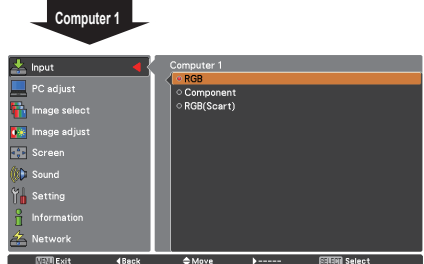 Computer 1
Input
PC adjust
Image select
Image adjust
Screen
Sound
Setting
Information
Network
Computer 1
RGB
Component
RGB(Scart)
MENU Exit ◀Back ◆Move ▶----- SELECT Select